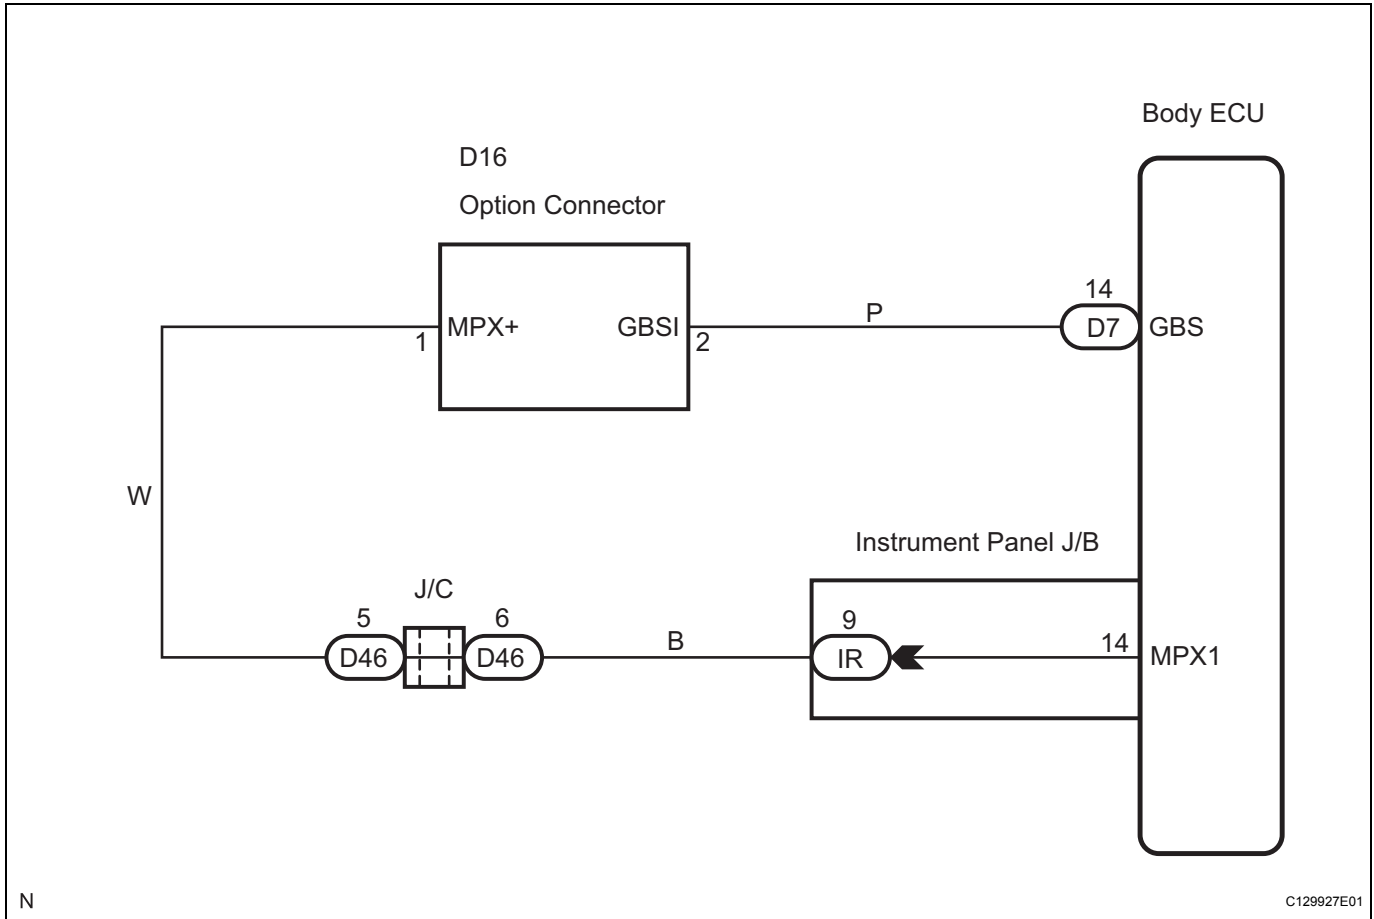 Body ECU
D16
Option Connector
14
P
MPX+
GBSI
D7
GBS
1
2
W
Instrument Panel J/B
J/C
5
6
9
B
14
D46
D46
IR
MPX1
N
C129927E01